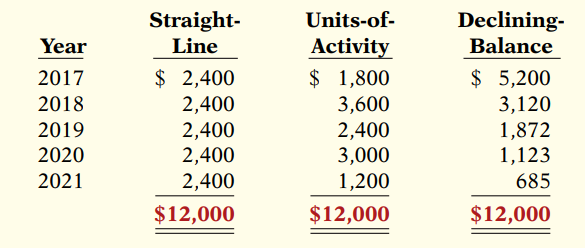 Straight- Units-of- Declining-
Year Line Activity Balance
2017 $ 2,400 $ 1,800 $ 5,200
2018 2,400 3,600 3,120
2019 2,400 2,400 1,872
2020 2,400 3,000 1,123
2021 2,400 1,200 685
$12,000 $12,000 $12,000